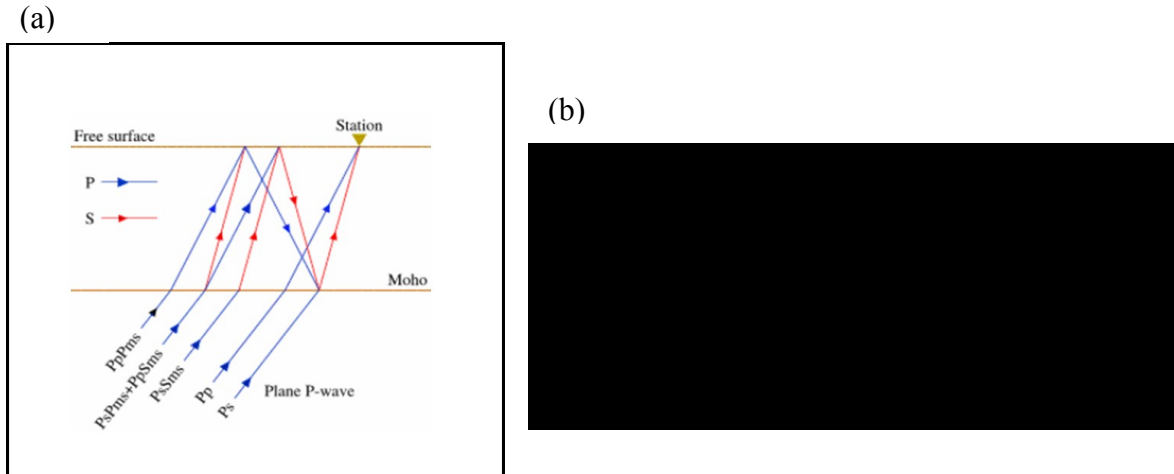 (a)
(b)
Station
Free surface
P
S
Moho
PpPms
PsPms+PpSms
PsSms
Pp
Ps
Plane P-wave